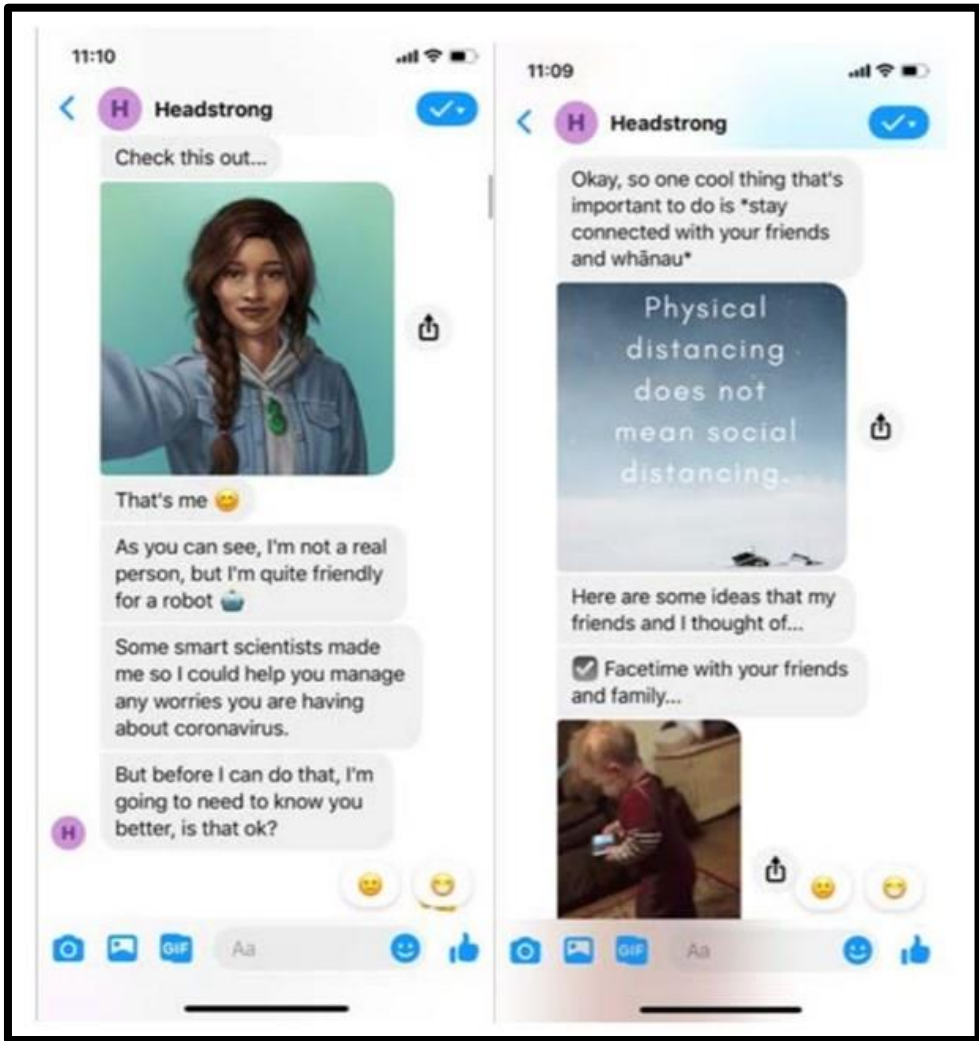 11:10
H Headstrong
Check this out...
That's me 😊
As you can see, I'm not a real
person, but I'm quite friendly
for a robot 🤖
Some smart scientists made
me so I could help you manage
any worries you are having
about coronavirus.
But before I can do that, I'm
going to need to know you
better, is that ok?
H
GIF Aa
11:09
H Headstrong
Okay, so one cool thing that's
important to do is *stay
connected with your friends
and whānau*
Physical
distancing
does not
mean social
distancing.
Here are some ideas that my
friends and I thought of...
☑ Facetime with your friends
and family...
GIF Aa